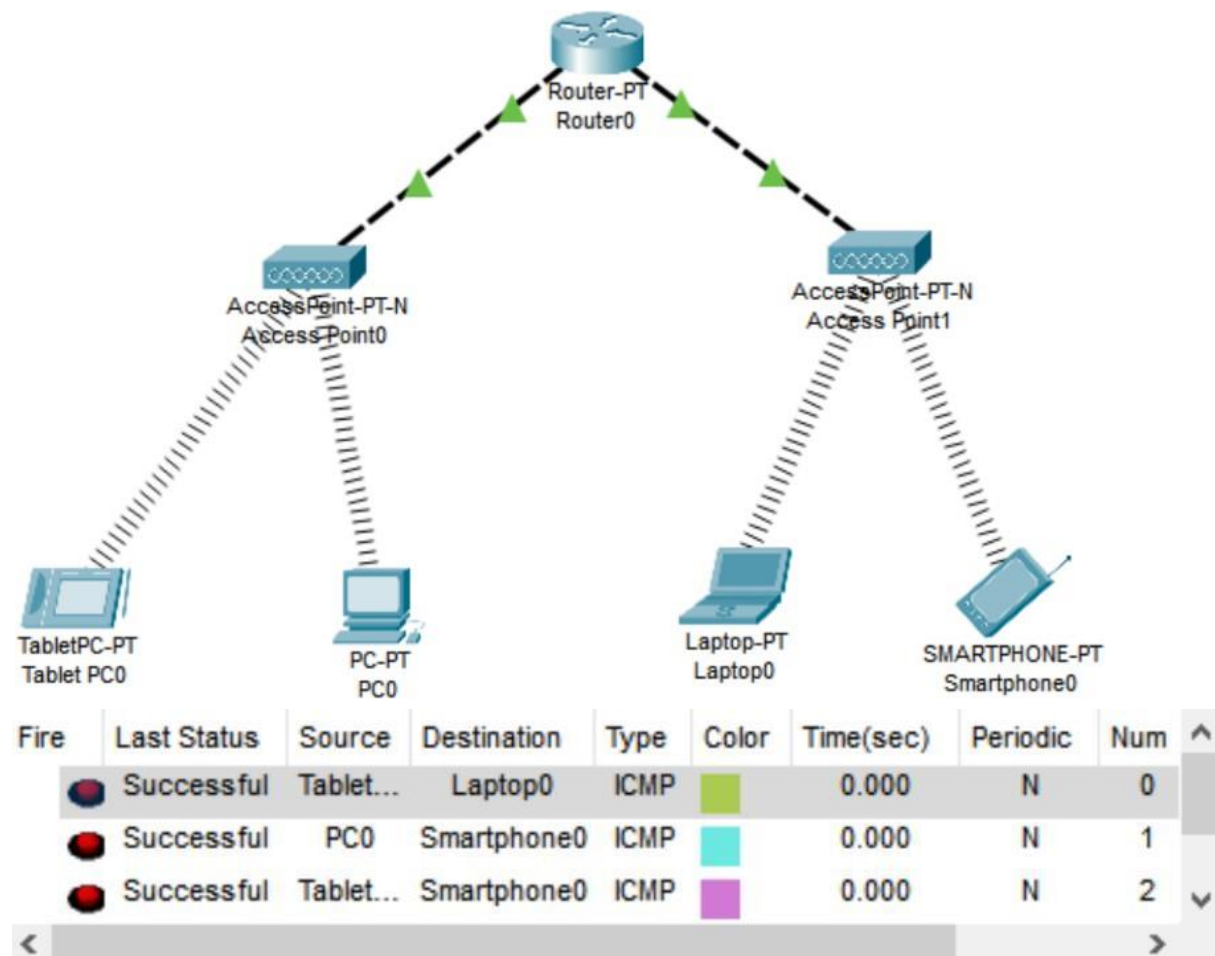 Router-PT
Router0
AccessPoint-PT-N
Access Point0
AccessPoint-PT-N
Access Point1
TabletPC-PT
Tablet PC0
PC-PT
PC0
Laptop-PT
Laptop0
SMARTPHONE-PT
Smartphone0
Fire Last Status Source Destination Type Color Time(sec) Periodic Num
Successful Tablet... Laptop0 ICMP 0.000 N 0
Successful PC0 Smartphone0 ICMP 0.000 N 1
Successful Tablet... Smartphone0 ICMP 0.000 N 2